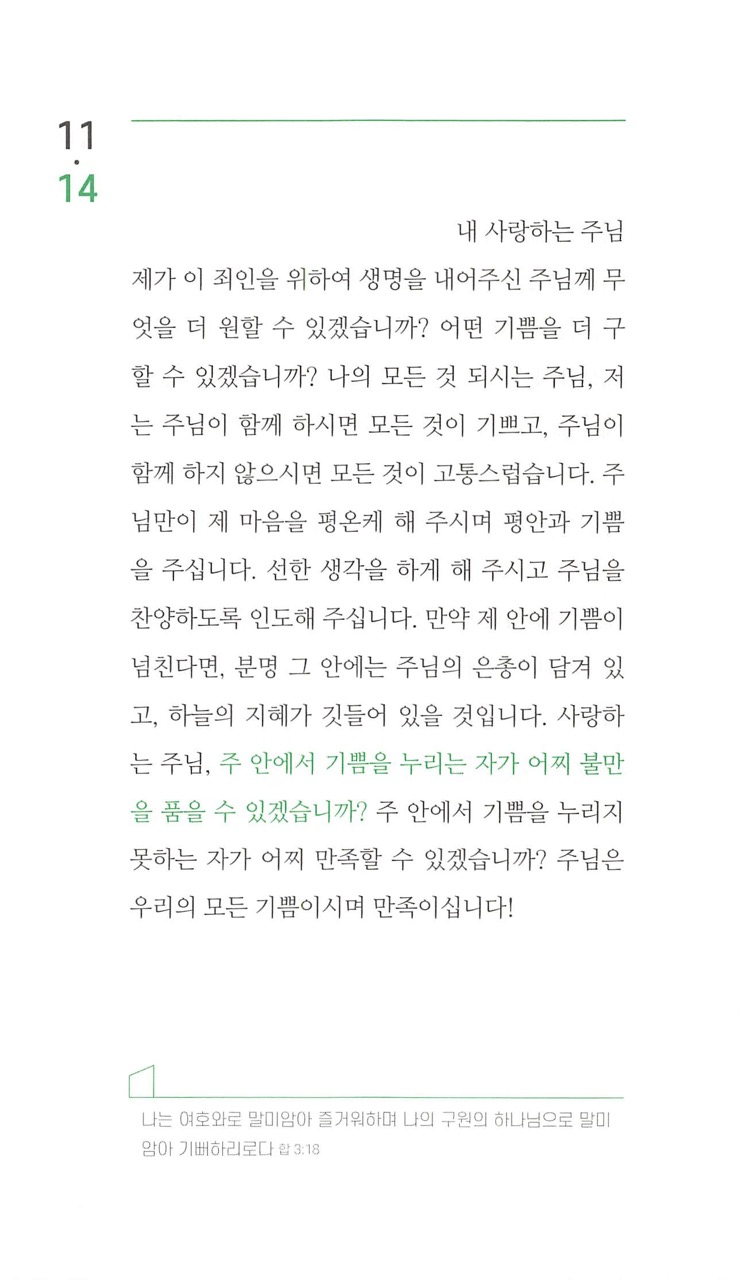 11
·
14
내 사랑하는 주님
제가 이 죄인을 위하여 생명을 내어주신 주님께 무
엇을 더 원할 수 있겠습니까? 어떤 기쁨을 더 구
할 수 있겠습니까? 나의 모든 것 되시는 주님, 저
는 주님이 함께 하시면 모든 것이 기쁘고, 주님이
함께 하지 않으시면 모든 것이 고통스럽습니다. 주
님만이 제 마음을 평온케 해 주시며 평안과 기쁨
을 주십니다. 선한 생각을 하게 해 주시고 주님을
찬양하도록 인도해 주십니다. 만약 제 안에 기쁨이
넘친다면, 분명 그 안에는 주님의 은총이 담겨 있
고, 하늘의 지혜가 깃들어 있을 것입니다. 사랑하
는 주님, 주 안에서 기쁨을 누리는 자가 어찌 불만
을 품을 수 있겠습니까? 주 안에서 기쁨을 누리지
못하는 자가 어찌 만족할 수 있겠습니까? 주님은
우리의 모든 기쁨이시며 만족이십니다!
나는 여호와로 말미암아 즐거워하며 나의 구원의 하나님으로 말미
암아 기뻐하리로다 합 3:18